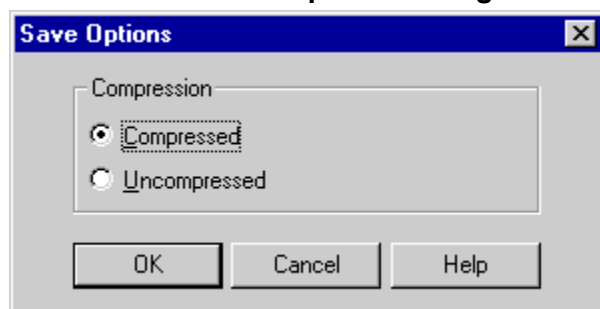 Save Options
Compression
Compressed
Uncompressed
OK
Cancel
Help